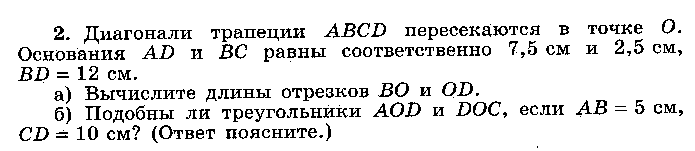 2. Диагонали трапеции ABCD пересекаются в точке O.
Основания AD и BC равны соответственно 7,5 см и 2,5 см,
BD = 12 см.
а) Вычислите длины отрезков BO и OD.
б) Подобны ли треугольники AOD и DOC, если AB = 5 см,
CD = 10 см? (Ответ поясните.)